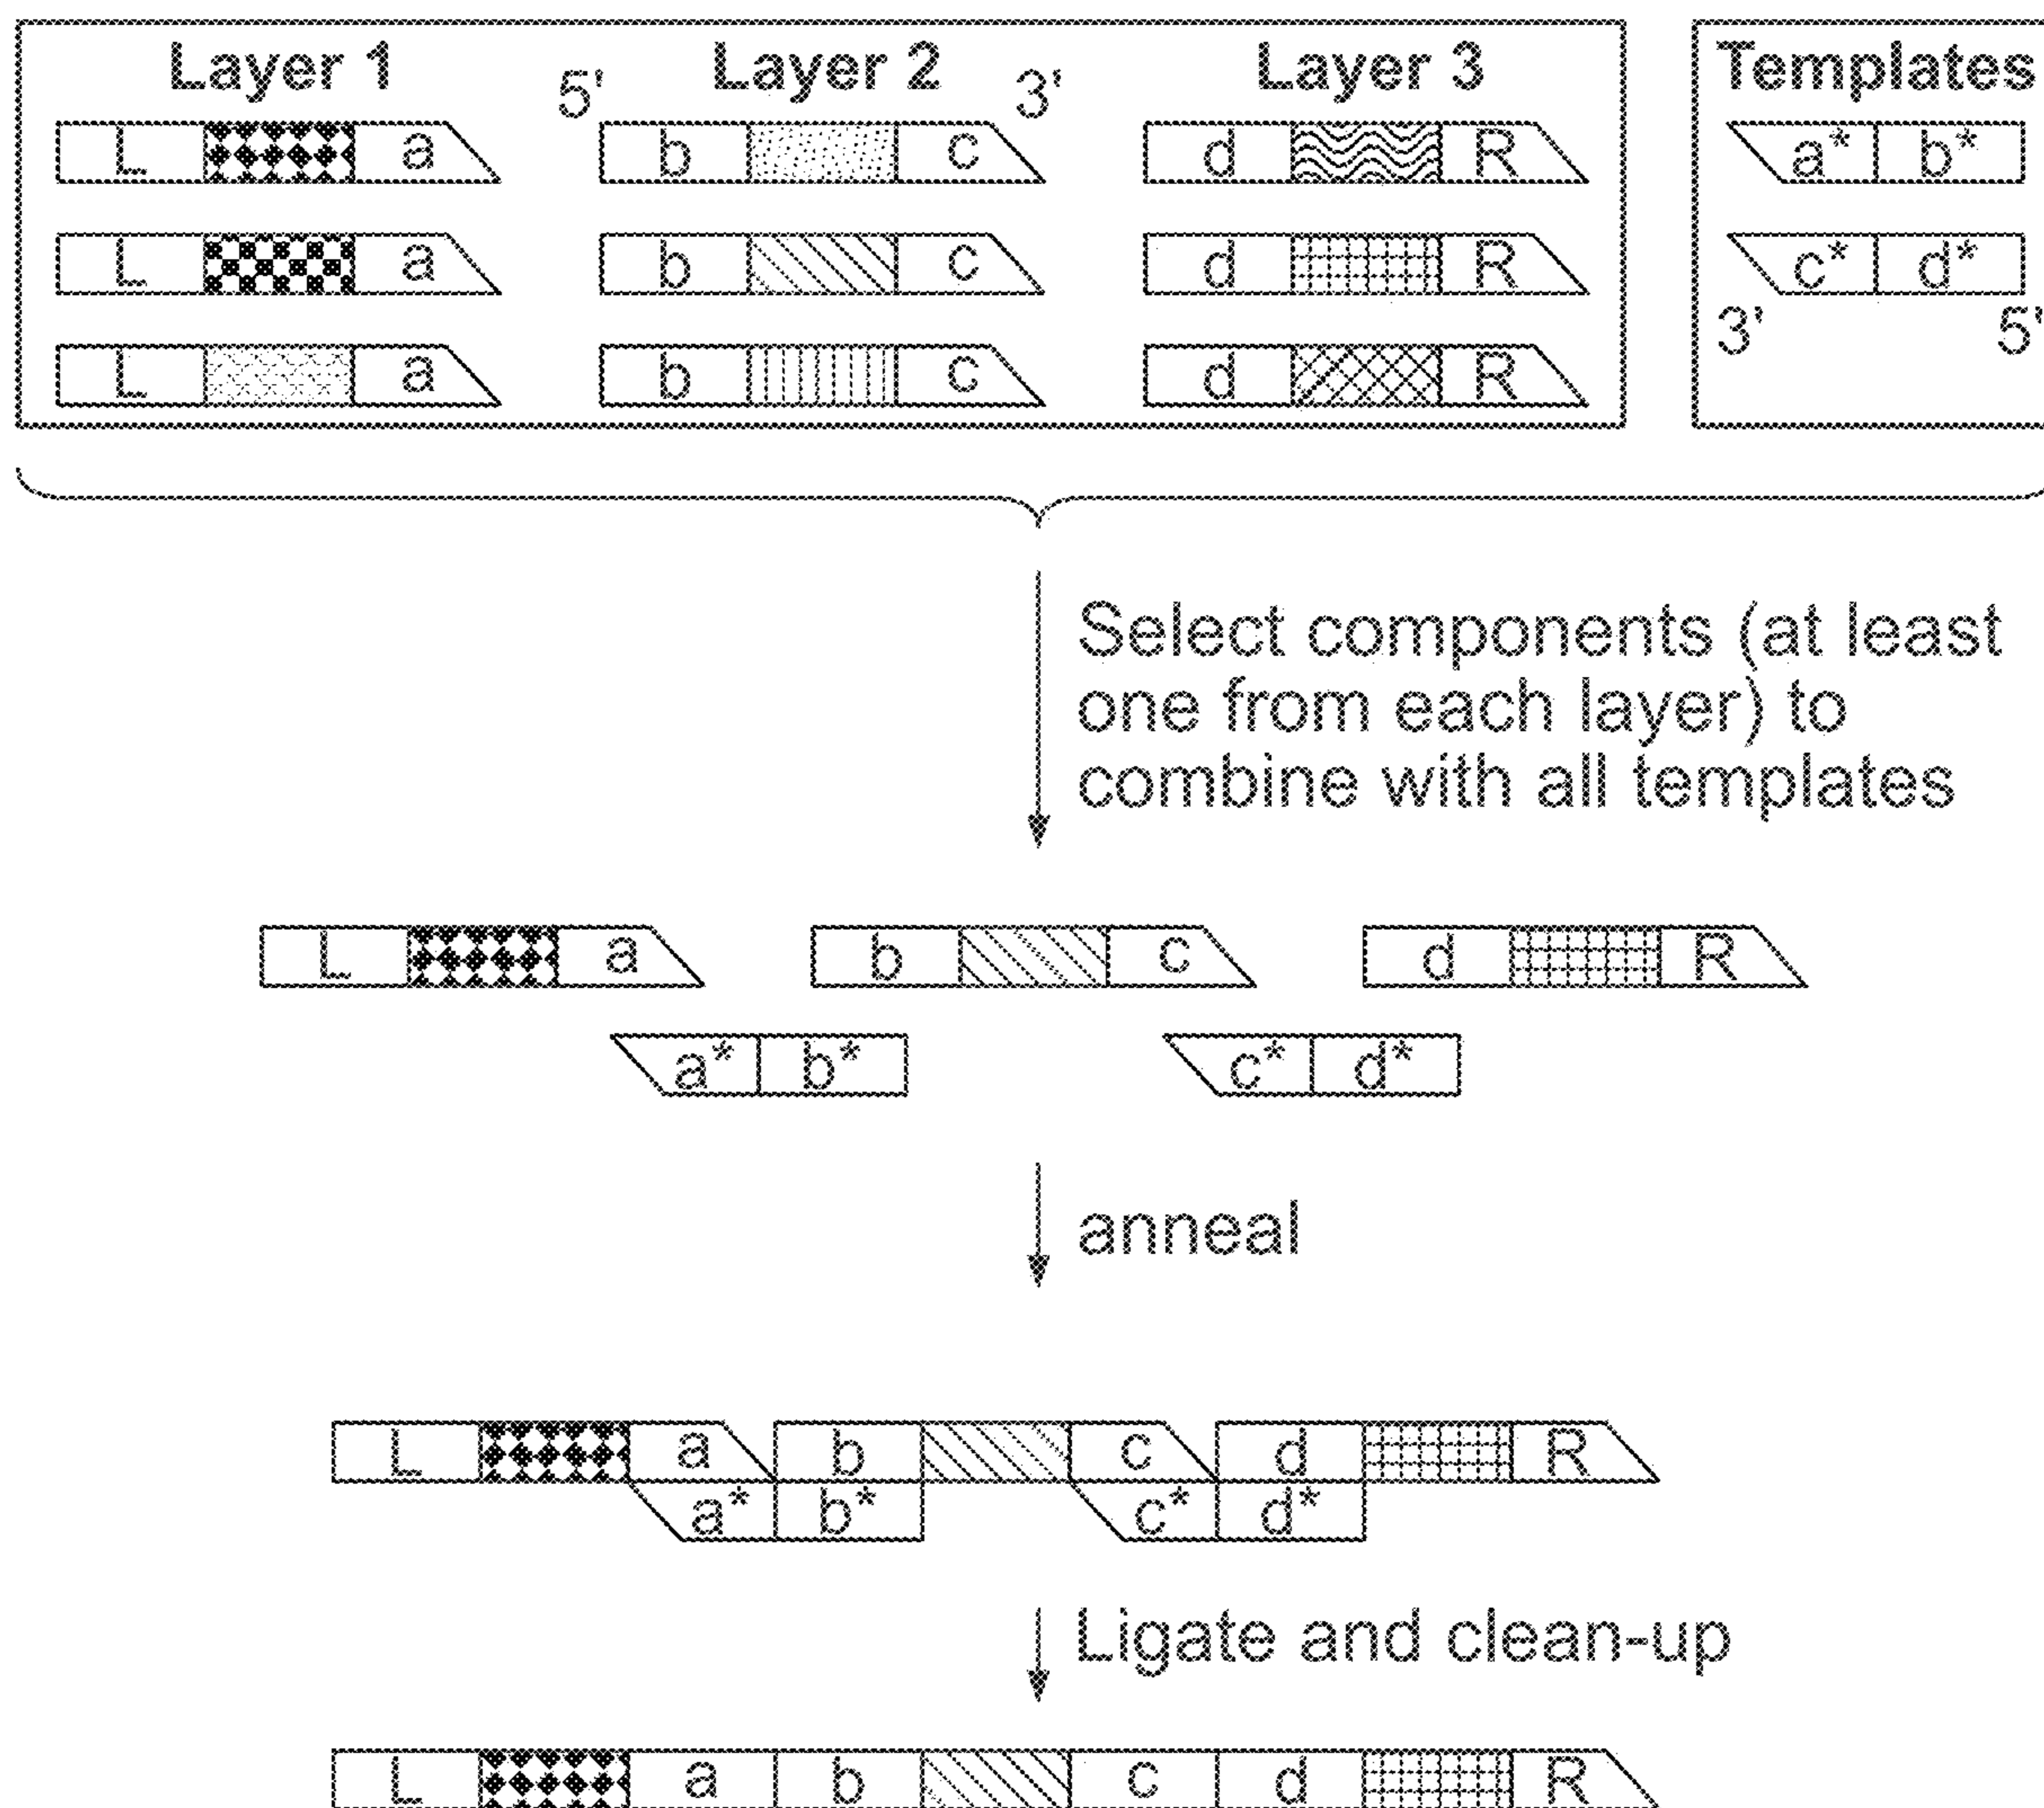 Layer 1 Layer 2 Layer 3 Templates
5' 3'
L a b c d R a* b*
L a b c d R c* d*
3' 5'
L a b c d R
Select components (at least
one from each layer) to
combine with all templates
L a b c d R
a* b* c* d*
anneal
L a b c d R
a* b* c* d*
Ligate and clean-up
L a b c d R